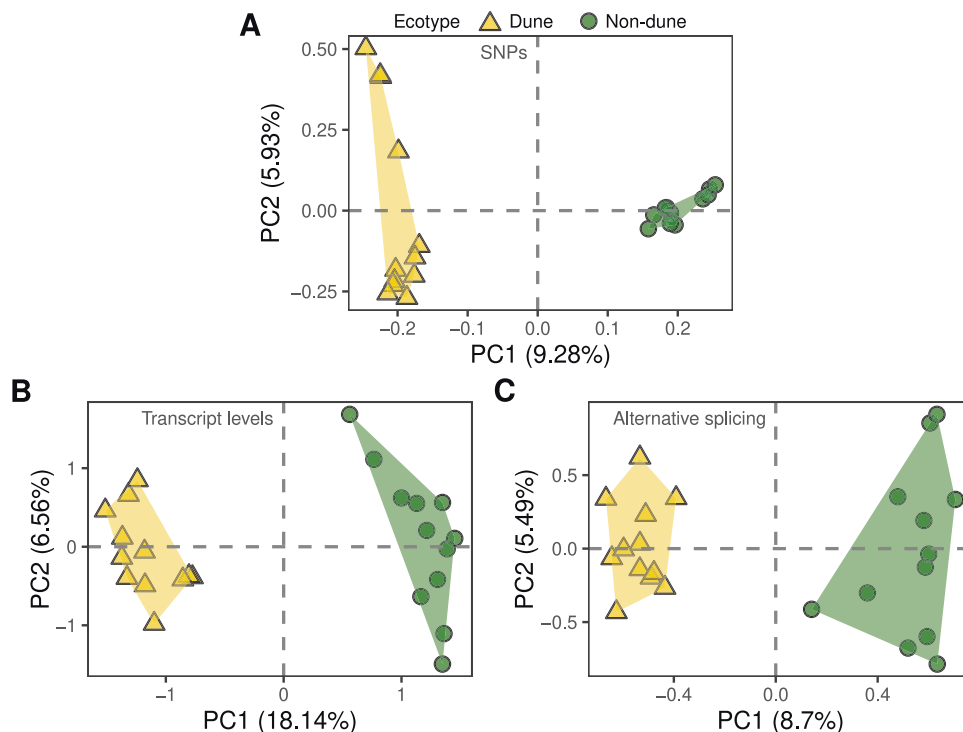 A
Ecotype Dune Non-dune
SNPs
0.50
0.25
0.00
−0.25
PC2 (5.93%)
−0.2 −0.1 0.0 0.1 0.2
PC1 (9.28%)
B
Transcript levels
1
0
−1
PC2 (6.56%)
−1 0 1
PC1 (18.14%)
C
Alternative splicing
0.5
0.0
−0.5
PC2 (5.49%)
−0.4 0.0 0.4
PC1 (8.7%)